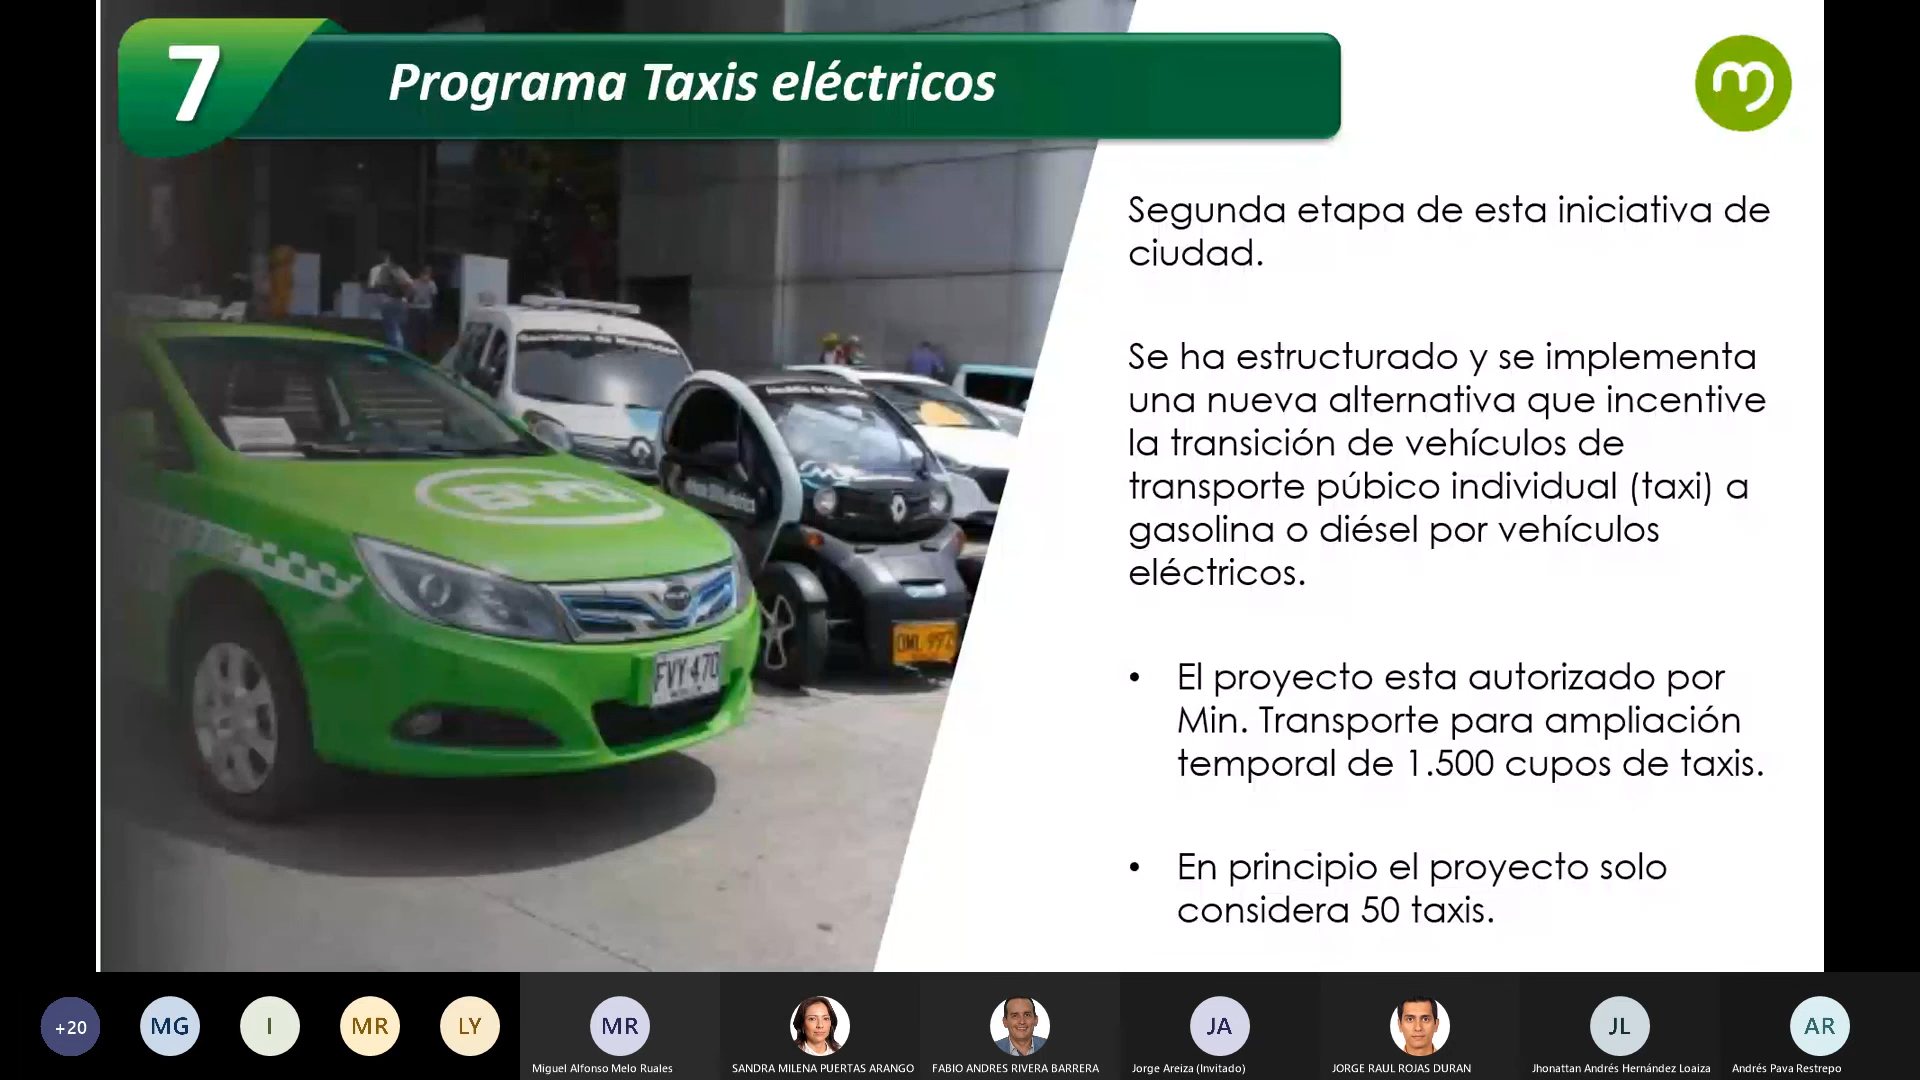 7
Programa Taxis eléctricos
m
Segunda etapa de esta iniciativa de
ciudad.
Se ha estructurado y se implementa
una nueva alternativa que incentive
la transición de vehículos de
transporte púbico individual (taxi) a
gasolina o diésel por vehículos
eléctricos.
• El proyecto esta autorizado por
Min. Transporte para ampliación
temporal de 1.500 cupos de taxis.
• En principio el proyecto solo
considera 50 taxis.
BYD
FVY 470
+20
MG
I
MR
LY
MR
JA
JL
AR
Miguel Alfonso Melo Ruales
SANDRA MILENA PUERTAS ARANGO
FABIO ANDRES RIVERA BARRERA
Jorge Areiza (Invitado)
JORGE RAUL ROJAS DURAN
Jhonattan Andrés Hernández Loaiza
Andrés Pava Restrepo